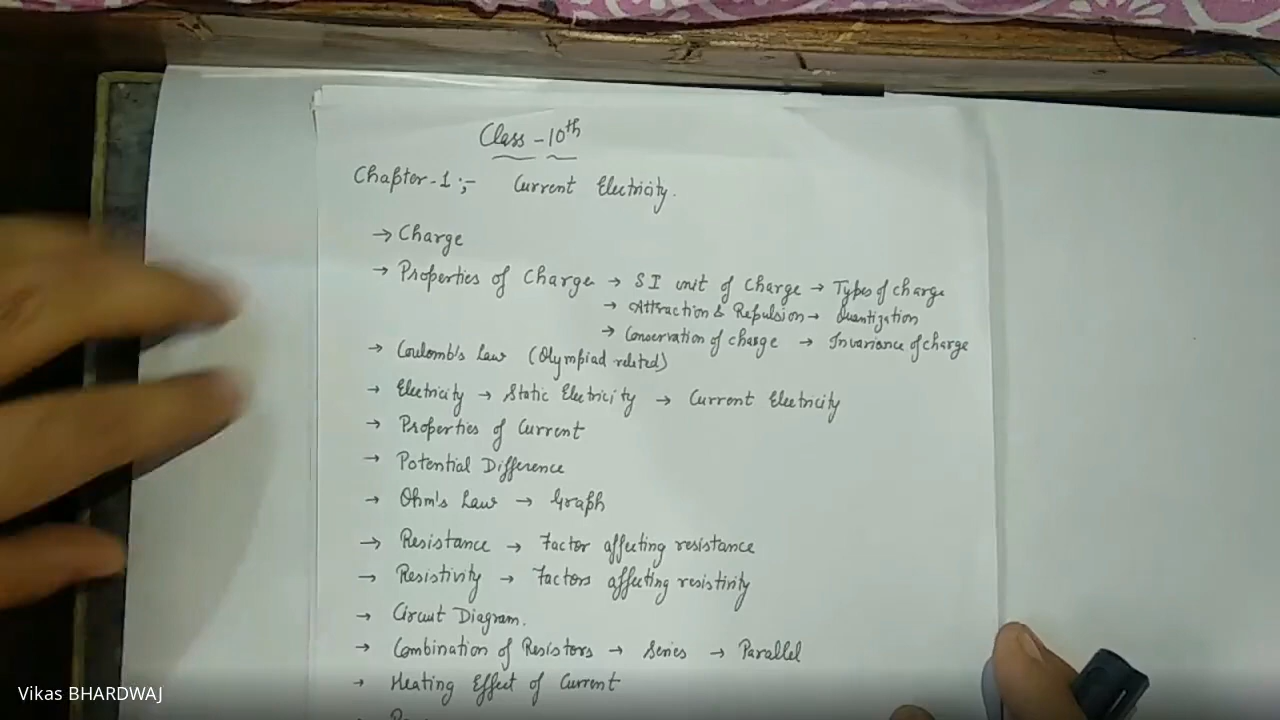 Class - 10th
Chapter-1 :- Current Electricity.
→ Charge
→ Properties of Charge → SI unit of Charge → Types of charge
→ Attraction & Repulsion → Quantization
→ Conservation of charge → Invariance of charge
→ Coulomb's Law (Olympiad related)
→ Electricity → Static Electricity → Current Electricity
→ Properties of Current
→ Potential Difference
→ Ohm's Law → Graph
→ Resistance → Factor affecting resistance
→ Resistivity → Factors affecting resistivity
→ Circuit Diagram.
→ Combination of Resistors → Series → Parallel
→ Heating Effect of Current
Vikas BHARDWAJ